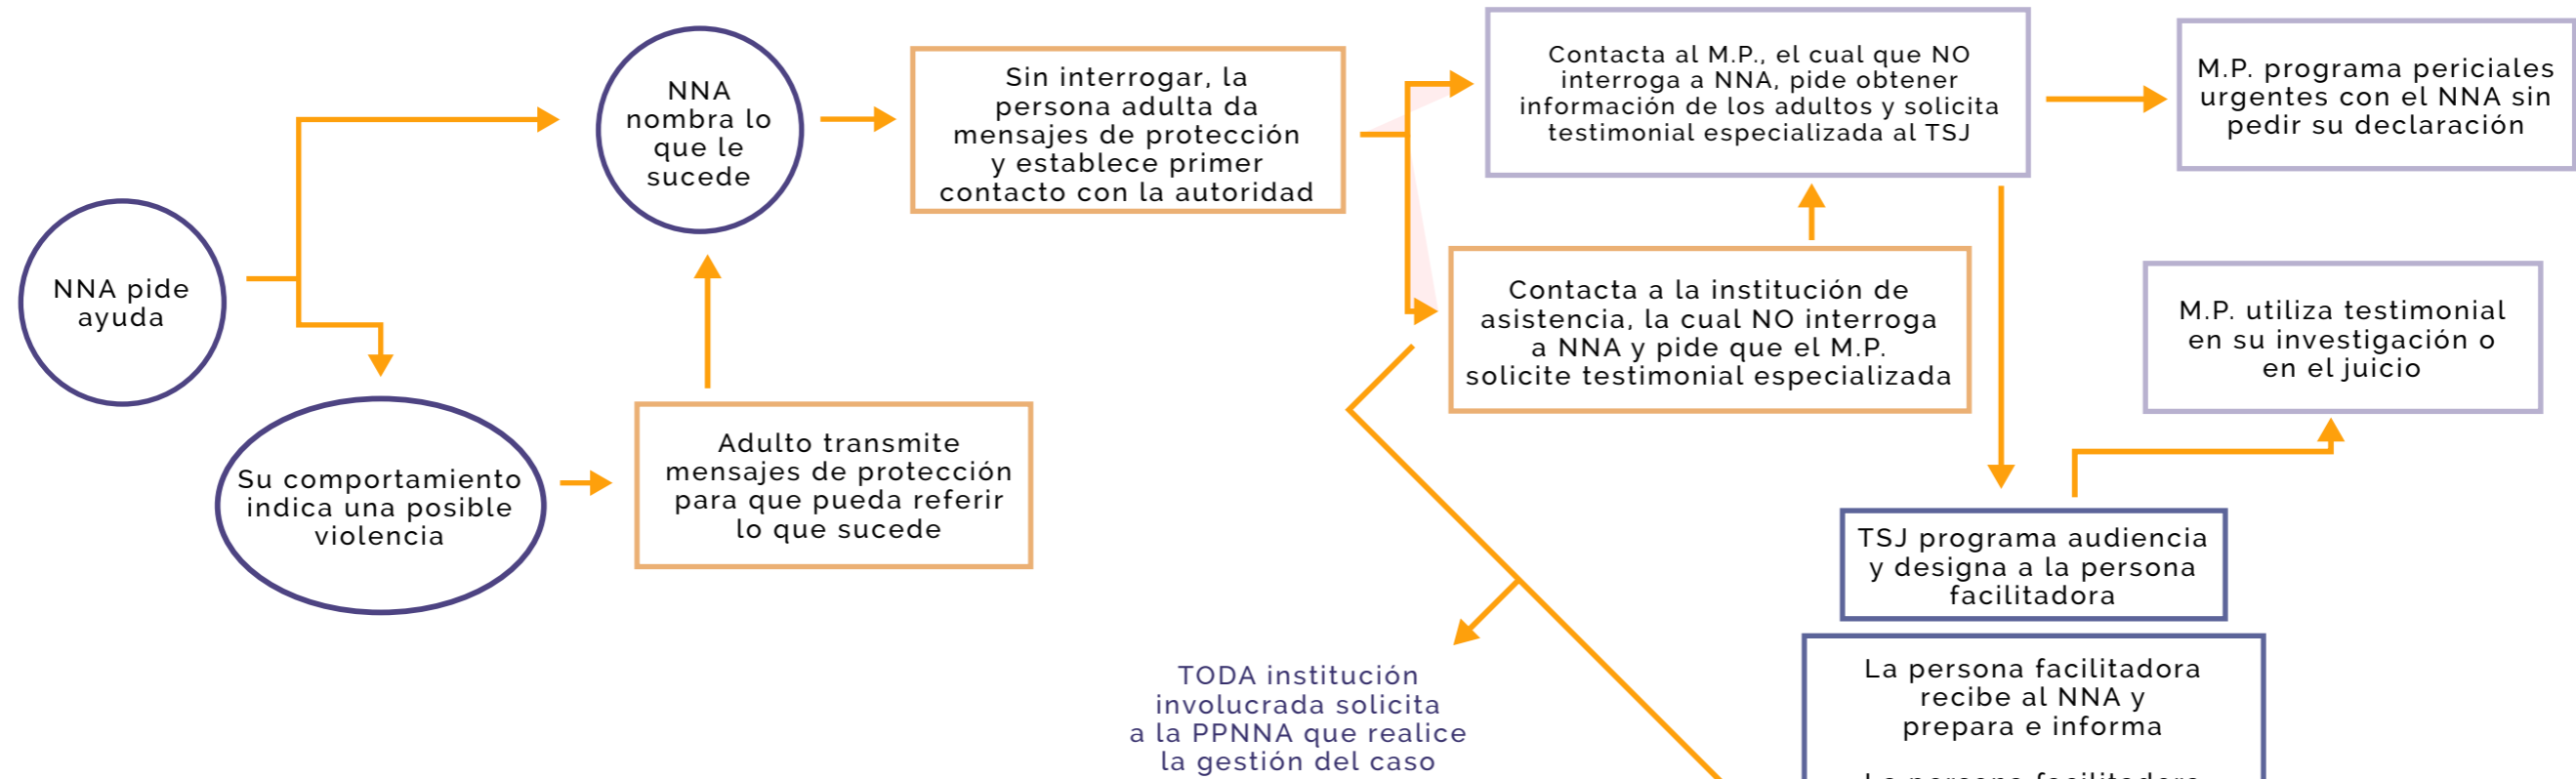 NNA pide
ayuda
Su comportamiento
indica una posible
violencia
Adulto transmite
mensajes de protección
para que pueda referir
lo que sucede
NNA
nombra lo
que le
sucede
Sin interrogar, la
persona adulta da
mensajes de protección
y establece primer
contacto con la autoridad
Contacta al M.P., el cual que NO
interroga a NNA, pide obtener
información de los adultos y solicita
testimonial especializada al TSJ
M.P. programa periciales
urgentes con el NNA sin
pedir su declaración
Contacta a la institución de
asistencia, la cual NO interroga
a NNA y pide que el M.P.
solicite testimonial especializada
M.P. utiliza testimonial
en su investigación o
en el juicio
TSJ programa audiencia
y designa a la persona
facilitadora
TODA institución
involucrada solicita
a la PPNNA que realice
la gestión del caso
La persona facilitadora
recibe al NNA y
prepara e informa
La persona facilitadora